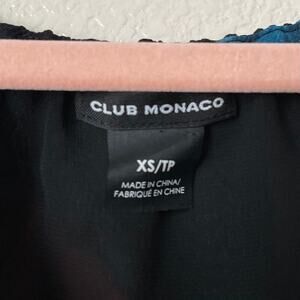 CLUB MONACO
XS/TP
MADE IN CHINA/
FABRIQUÉ EN CHINE